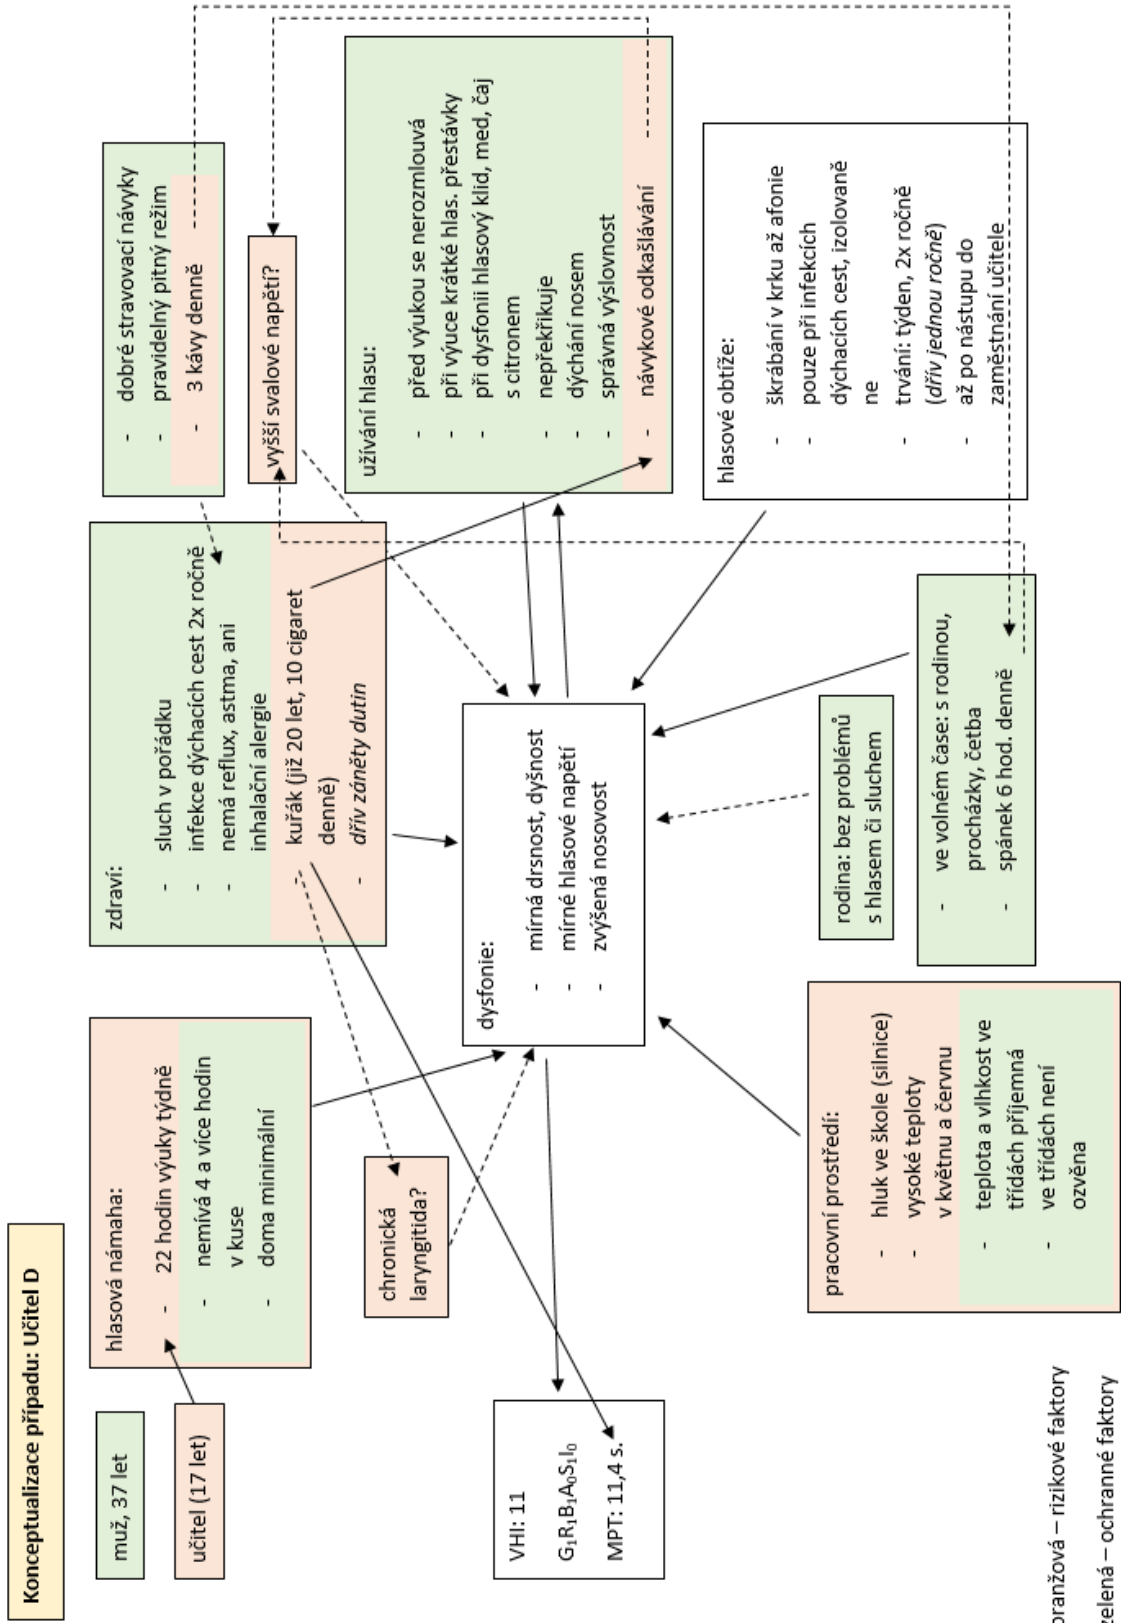 Konceptualizace případu: Učitel D
muž, 37 let
učitel (17 let)
hlasová námaha:
- 22 hodin výuky týdně
- nemívá 4 a více hodin
v kuse
- doma minimální
zdraví:
- sluch v pořádku
- infekce dýchacích cest 2x ročně
- nemá reflux, astma, ani
inhalační alergie
- kuřák (již 20 let, 10 cigaret
denně)
- dřív záněty dutin
- dobré stravovací návyky
- pravidelný pitný režim
- 3 kávy denně
vyšší svalové napětí?
chronická
laryngitida?
užívání hlasu:
- před výukou se nerozmlouvá
- při výuce krátké hlas. přestávky
- při dysfonii hlasový klid, med, čaj
s citronem
- nepřekřikuje
- dýchání nosem
- správná výslovnost
- návykové odkašlávání
VHI: 11
G₁R₁B₁A₀S₁I₀
MPT: 11,4 s.
dysfonie:
- mírná drsnost, dyšnost
- mírné hlasové napětí
- zvýšená nosovost
hlasové obtíže:
- škrábání v krku až afonie
- pouze při infekcích
dýchacích cest, izolovaně
ne
- trvání: týden, 2x ročně
(dřív jednou ročně)
- až po nástupu do
zaměstnání učitele
pracovní prostředí:
- hluk ve škole (silnice)
- vysoké teploty
v květnu a červnu
- teplota a vlhkost ve
třídách příjemná
- ve třídách není
ozvěna
rodina: bez problémů
s hlasem či sluchem
- ve volném čase: s rodinou,
procházky, četba
- spánek 6 hod. denně
oranžová – rizikové faktory
zelená – ochranné faktory